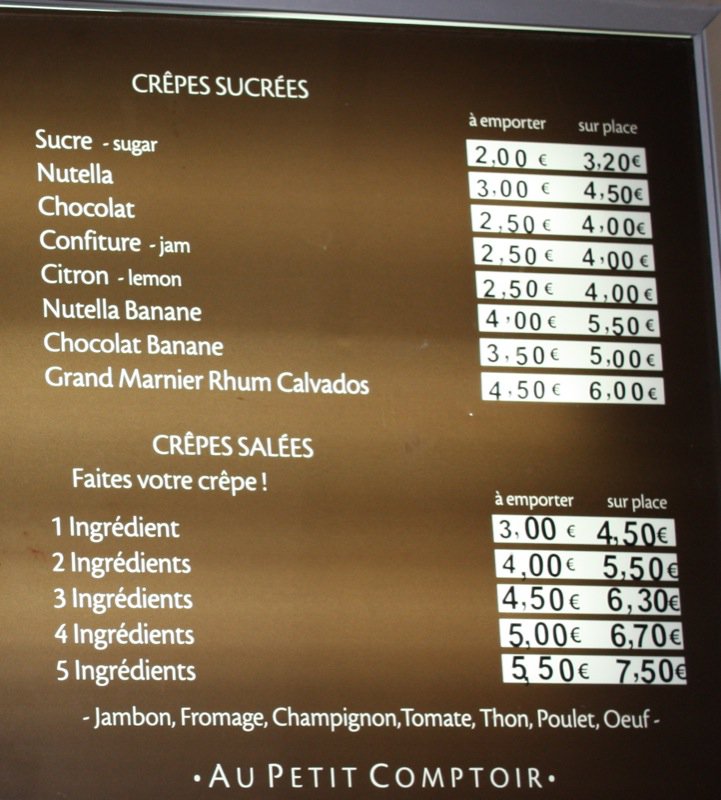 CRÊPES SUCRÉES
à emporter sur place
Sucre - sugar 2,00 € 3,20€
Nutella 3,00 € 4,50€
Chocolat 2,50 € 4,00€
Confiture - jam 2,50 € 4,00€
Citron - lemon 2,50 € 4,00€
Nutella Banane 4,00 € 5,50€
Chocolat Banane 3,50€ 5,00€
Grand Marnier Rhum Calvados 4,50€ 6,00€
CRÊPES SALÉES
Faites votre crêpe !
à emporter sur place
1 Ingrédient 3,00 € 4,50€
2 Ingrédients 4,00€ 5,50€
3 Ingrédients 4,50€ 6,30€
4 Ingrédients 5,00€ 6,70€
5 Ingrédients 5,50€ 7,50€
- Jambon, Fromage, Champignon,Tomate, Thon, Poulet, Oeuf -
• AU PETIT COMPTOIR •